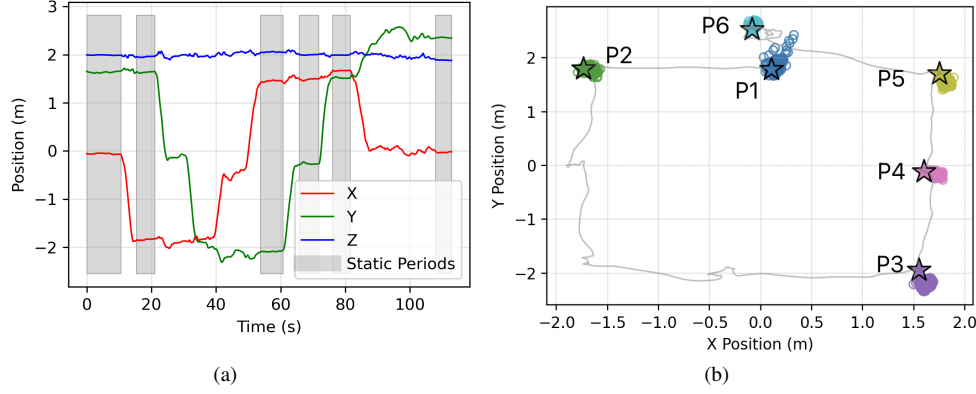 3
2
1
0
−1
−2
Position (m)
0
20
40
60
80
100
Time (s)
X
Y
Z
Static Periods
(a)
2
1
0
−1
−2
Y Position (m)
−2.0
−1.5
−1.0
−0.5
0.0
0.5
1.0
1.5
2.0
X Position (m)
P6
P2
P1
P5
P4
P3
(b)